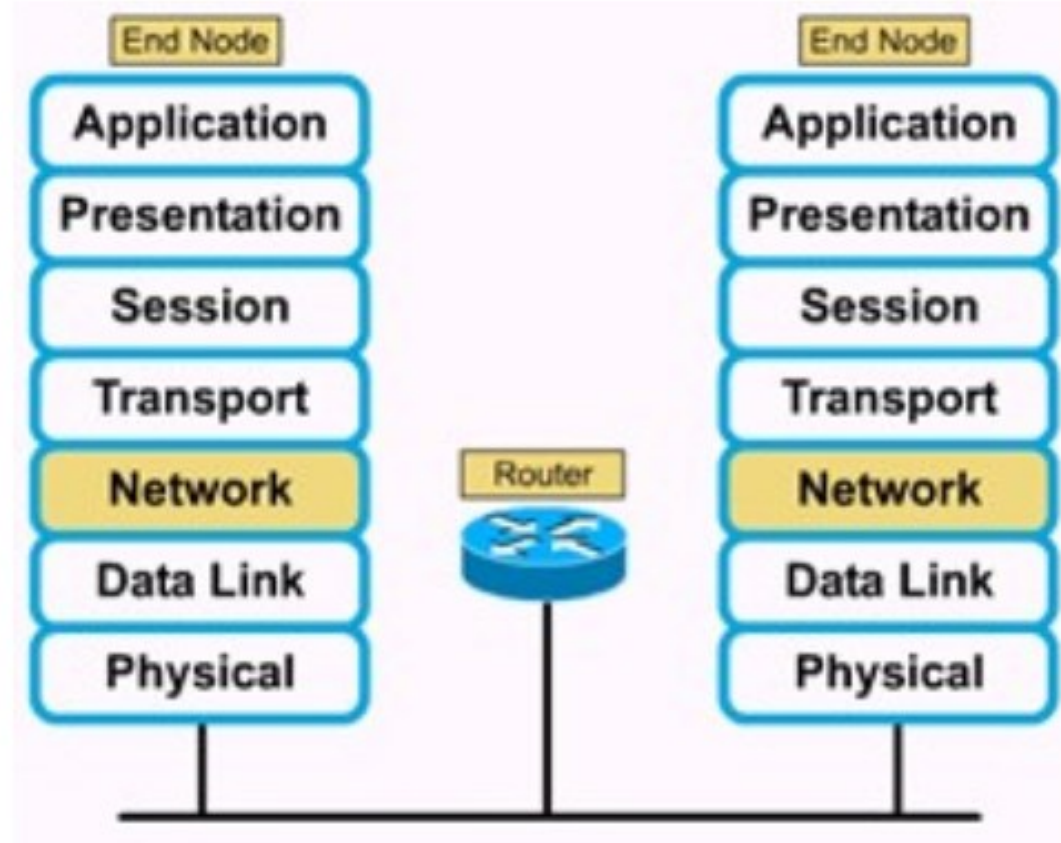 End Node
Application
Presentation
Session
Transport
Network
Data Link
Physical
Router
End Node
Application
Presentation
Session
Transport
Network
Data Link
Physical